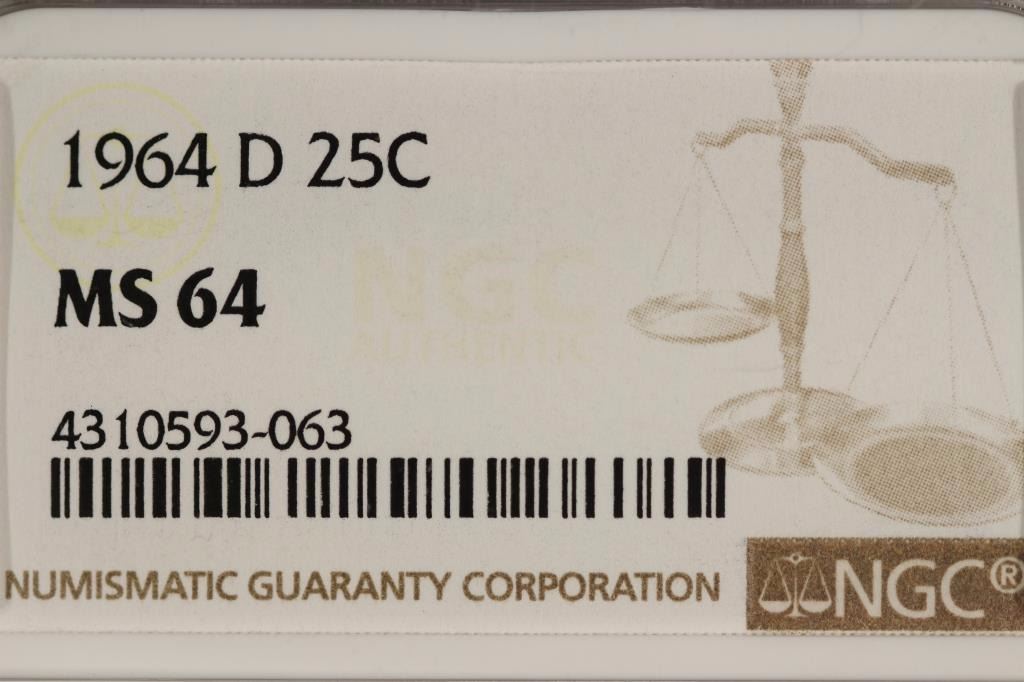 1964 D 25C
MS 64
NGC
AUTHENTIC
4310593-063
NUMISMATIC GUARANTY CORPORATION
NGC®